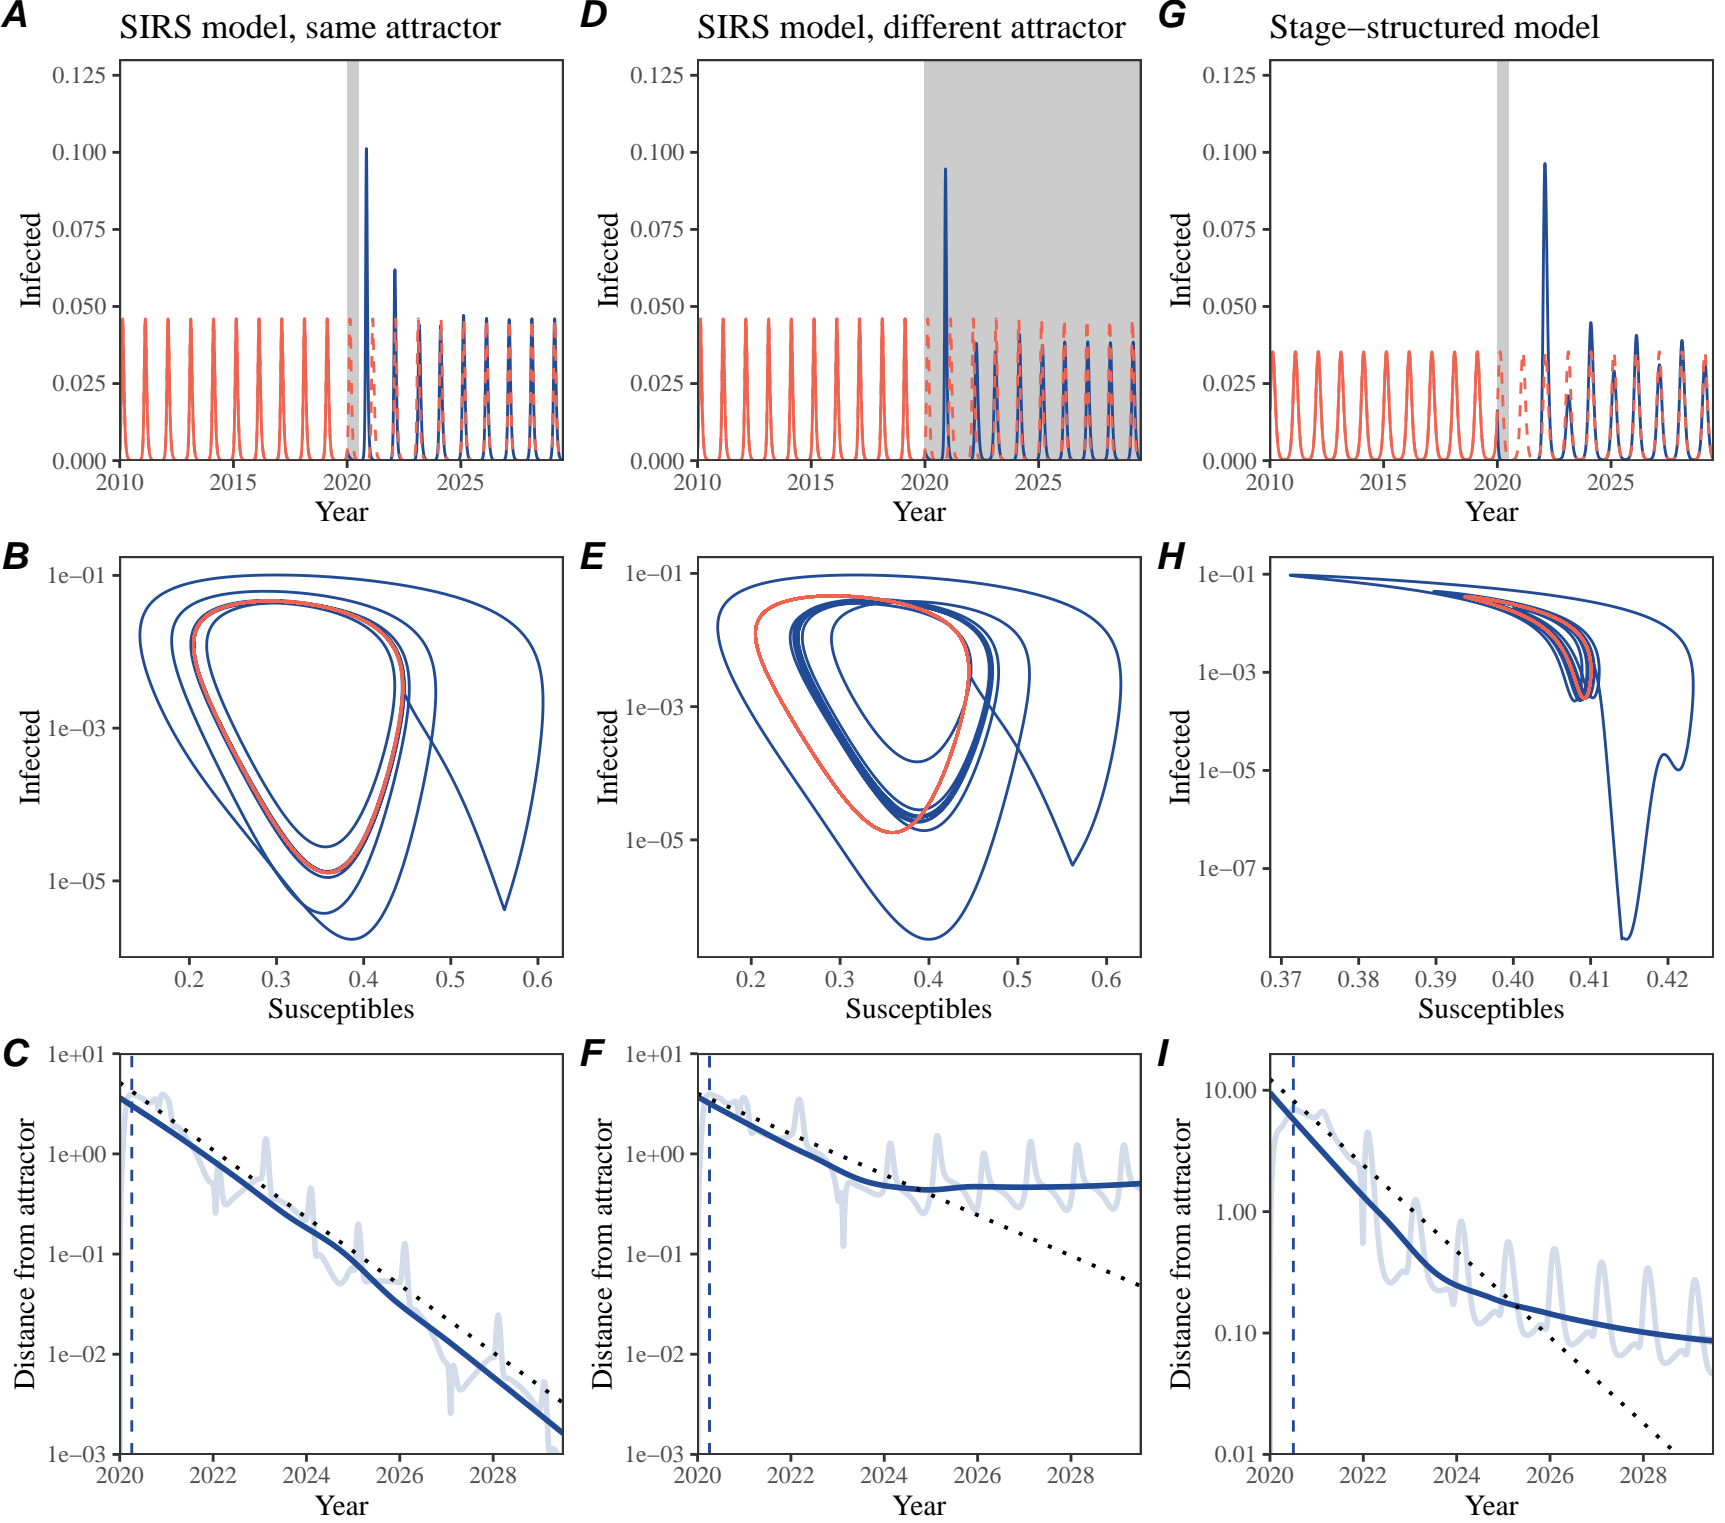 A SIRS model, same attractor
0.125
0.100
0.075
0.050
0.025
0.000
Infected
2010 2015 2020 2025
Year
D SIRS model, different attractor
0.125
0.100
0.075
0.050
0.025
0.000
Infected
2010 2015 2020 2025
Year
G Stage−structured model
0.125
0.100
0.075
0.050
0.025
0.000
Infected
2010 2015 2020 2025
Year
B
1e−01
1e−03
1e−05
Infected
0.2 0.3 0.4 0.5 0.6
Susceptibles
E
1e−01
1e−03
1e−05
Infected
0.2 0.3 0.4 0.5 0.6
Susceptibles
H
1e−01
1e−03
1e−05
1e−07
Infected
0.37 0.38 0.39 0.40 0.41 0.42
Susceptibles
C
1e+01
1e+00
1e−01
1e−02
1e−03
Distance from attractor
2020 2022 2024 2026 2028
Year
F
1e+01
1e+00
1e−01
1e−02
1e−03
Distance from attractor
2020 2022 2024 2026 2028
Year
I
10.00
1.00
0.10
0.01
Distance from attractor
2020 2022 2024 2026 2028
Year